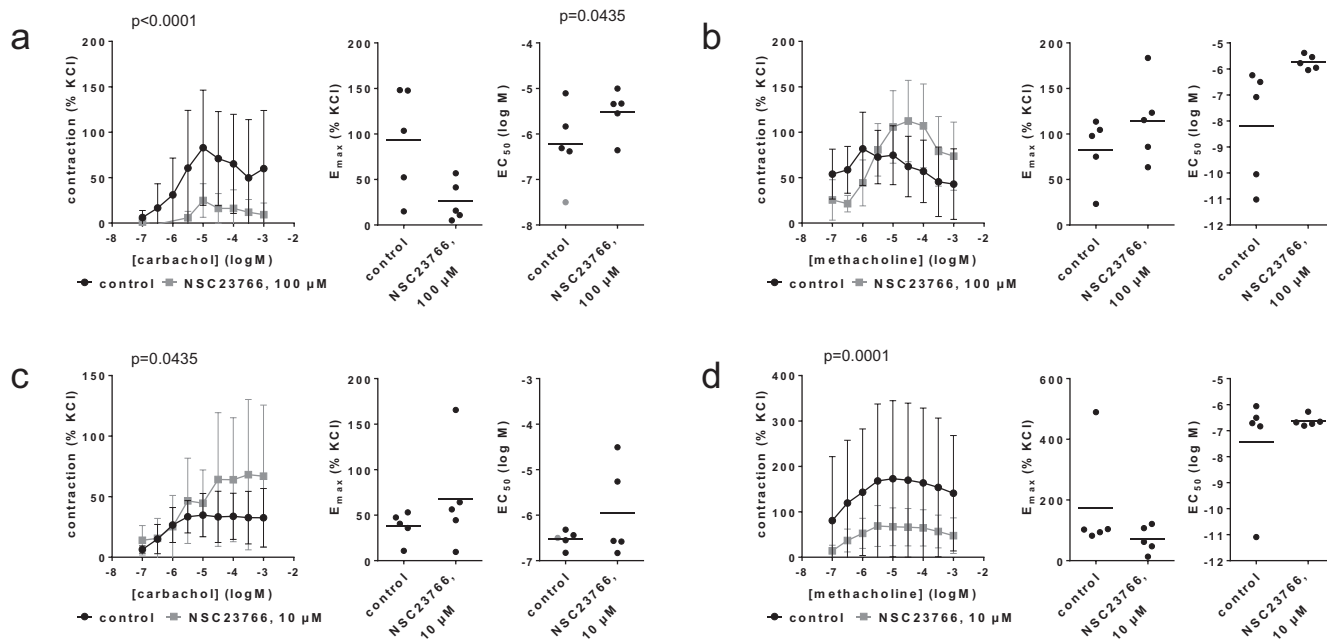 a
p<0.0001
contraction (% KCl)
200
150
100
50
0
-8 -7 -6 -5 -4 -3 -2
[carbachol] (logM)
control NSC23766, 100 µM
Emax (% KCl)
200
150
100
50
0
control
NSC23766,
100 µM
p=0.0435
EC50 (log M)
-4
-5
-6
-7
-8
control
NSC23766,
100 µM
b
contraction (% KCl)
200
150
100
50
0
-8 -7 -6 -5 -4 -3 -2
[methacholine] (logM)
control NSC23766, 100 µM
Emax (% KCl)
200
150
100
50
0
control
NSC23766,
100 µM
EC50 (log M)
-5
-6
-7
-8
-9
-10
-11
-12
control
NSC23766,
100 µM
c
p=0.0435
contraction (% KCl)
150
100
50
0
-8 -7 -6 -5 -4 -3 -2
[carbachol] (logM)
control NSC23766, 10 µM
Emax (% KCl)
200
150
100
50
0
control
NSC23766,
10 µM
EC50 (log M)
-3
-4
-5
-6
-7
control
NSC23766,
10 µM
d
p=0.0001
contraction (% KCl)
400
300
200
100
0
-8 -7 -6 -5 -4 -3 -2
[methacholine] (logM)
control NSC23766, 10 µM
Emax (% KCl)
600
400
200
0
control
NSC23766,
10 µM
EC50 (log M)
-5
-6
-7
-8
-9
-10
-11
-12
control
NSC23766,
10 µM